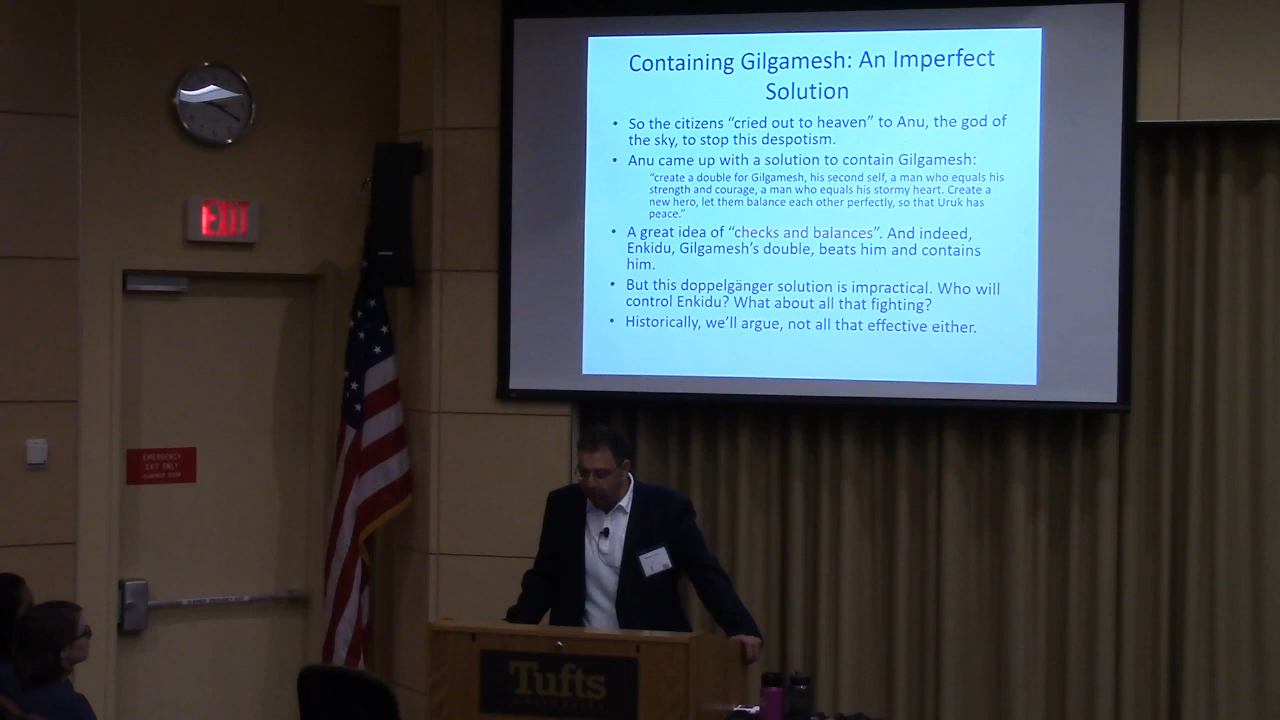 Containing Gilgamesh: An Imperfect
Solution
• So the citizens “cried out to heaven” to Anu, the god of
the sky, to stop this despotism.
• Anu came up with a solution to contain Gilgamesh:
“create a double for Gilgamesh, his second self, a man who equals his
strength and courage, a man who equals his stormy heart. Create a
new hero, let them balance each other perfectly, so that Uruk has
peace.”
• A great idea of “checks and balances”. And indeed,
Enkidu, Gilgamesh’s double, beats him and contains
him.
• But this doppelgänger solution is impractical. Who will
control Enkidu? What about all that fighting?
• Historically, we’ll argue, not all that effective either.
EXIT
EMERGENCY
EXIT ONLY
Tufts
UNIVERSITY